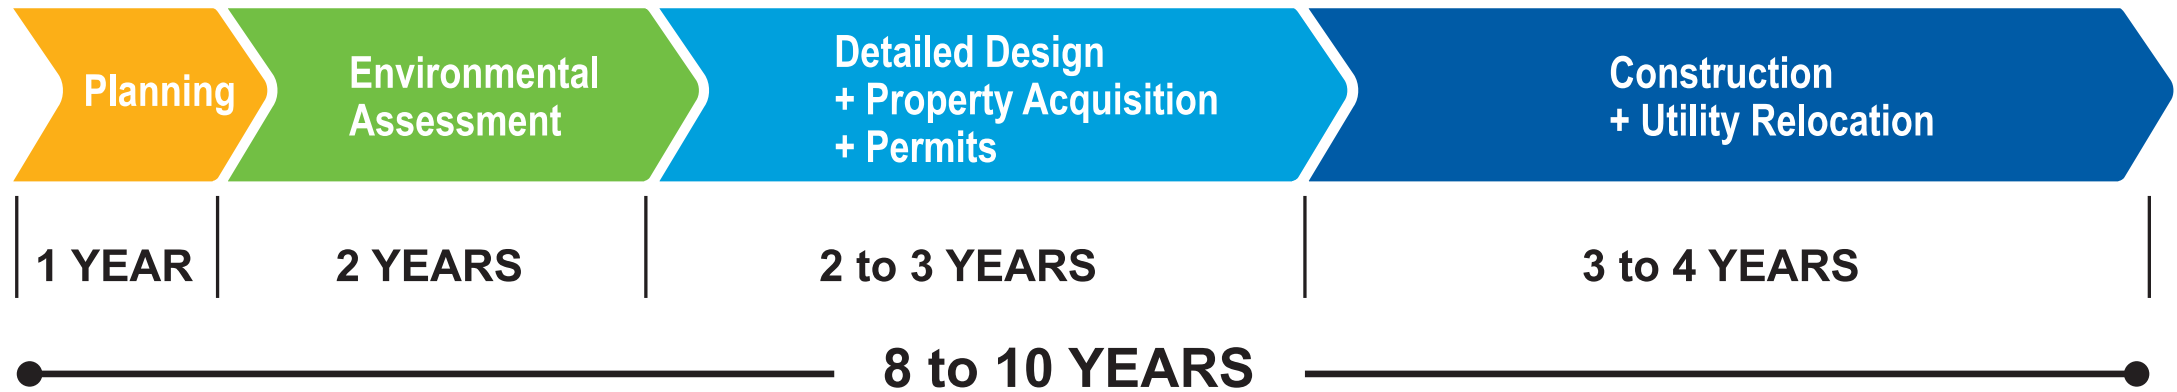 Planning
Environmental
Assessment
Detailed Design
+ Property Acquisition
+ Permits
Construction
+ Utility Relocation
1 YEAR
2 YEARS
2 to 3 YEARS
3 to 4 YEARS
8 to 10 YEARS